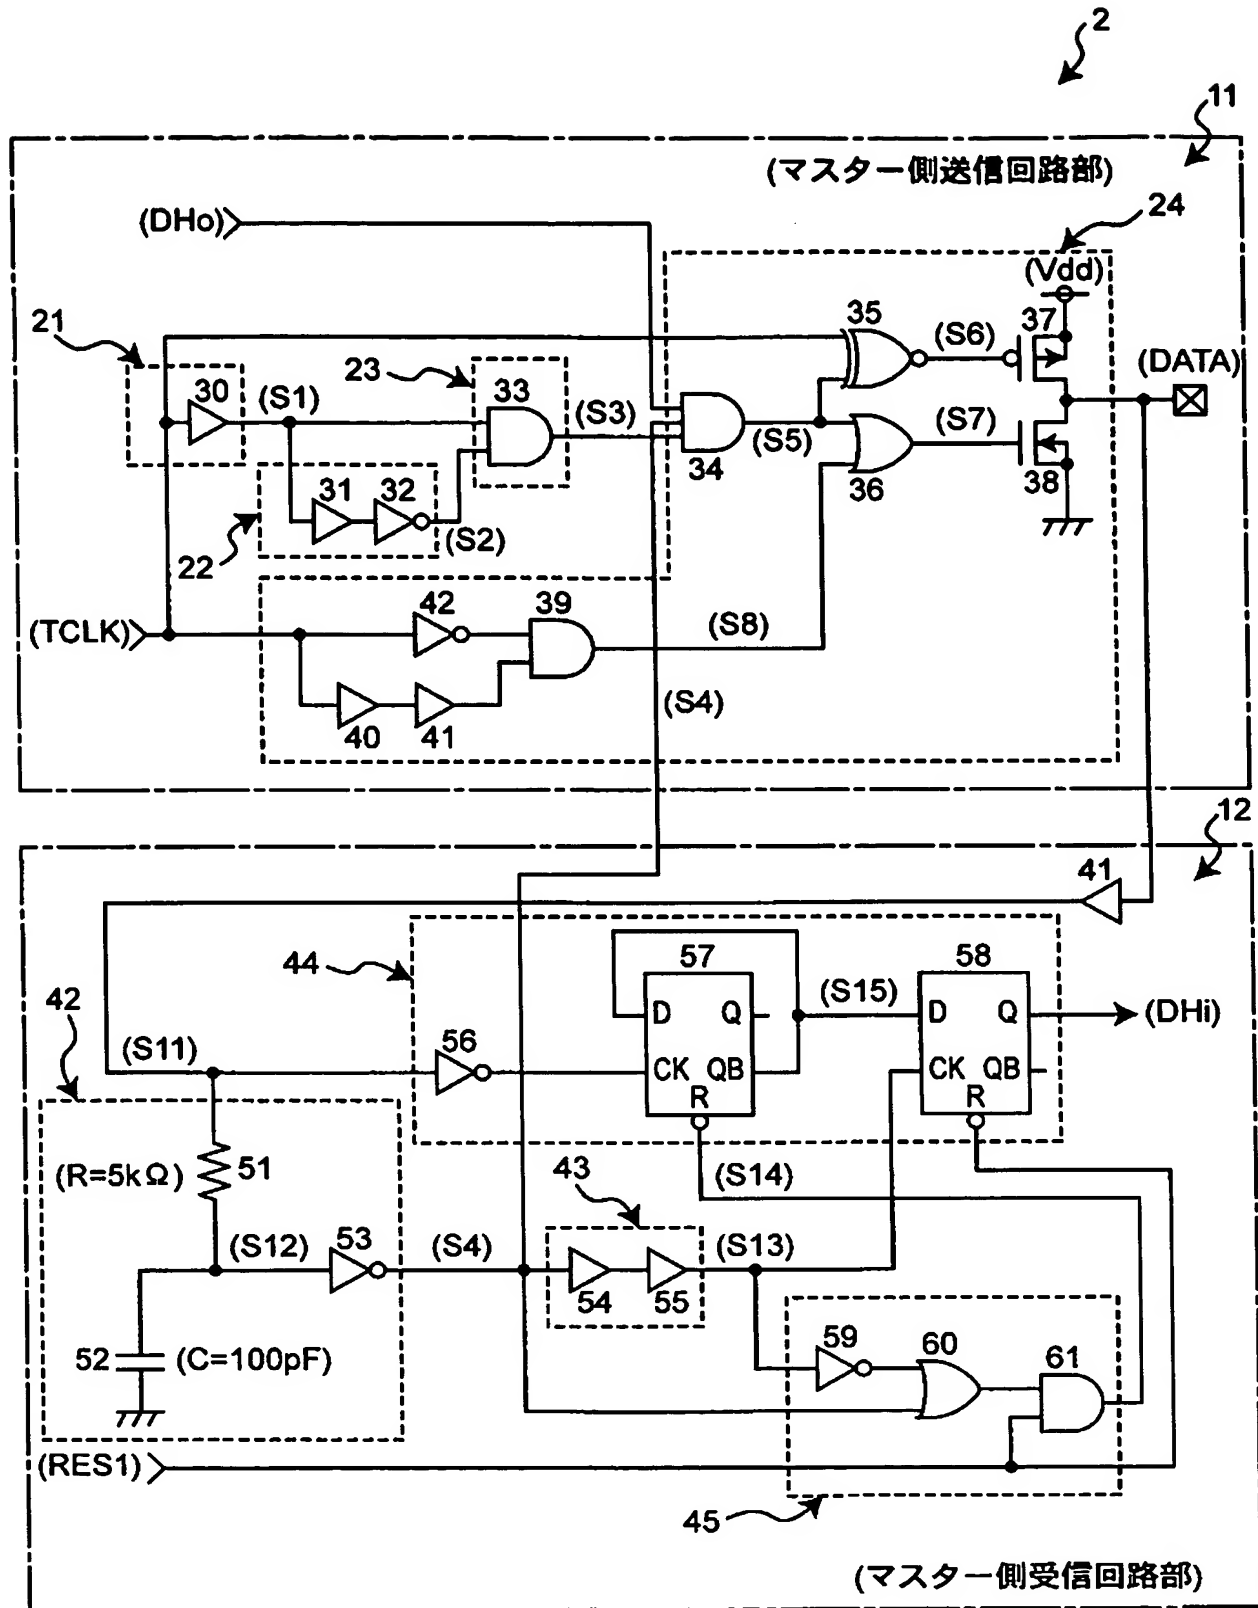 2
11
(マスター側送信回路部)
(DHo)
24
(Vdd)
21
35
(S6)
37
(DATA)
30
(S1)
23
33
(S3)
34
(S5)
36
(S7)
38
31
32
(S2)
22
(TCLK)
42
39
(S8)
40
41
(S4)
12
41
44
57
58
42
(S11)
56
D
Q
(S15)
D
Q
(DHi)
CK
QB
CK
QB
R
R
(R=5kΩ)
51
43
(S14)
(S12)
53
(S4)
(S13)
54
55
52
(C=100pF)
59
60
61
(RES1)
45
(マスター側受信回路部)